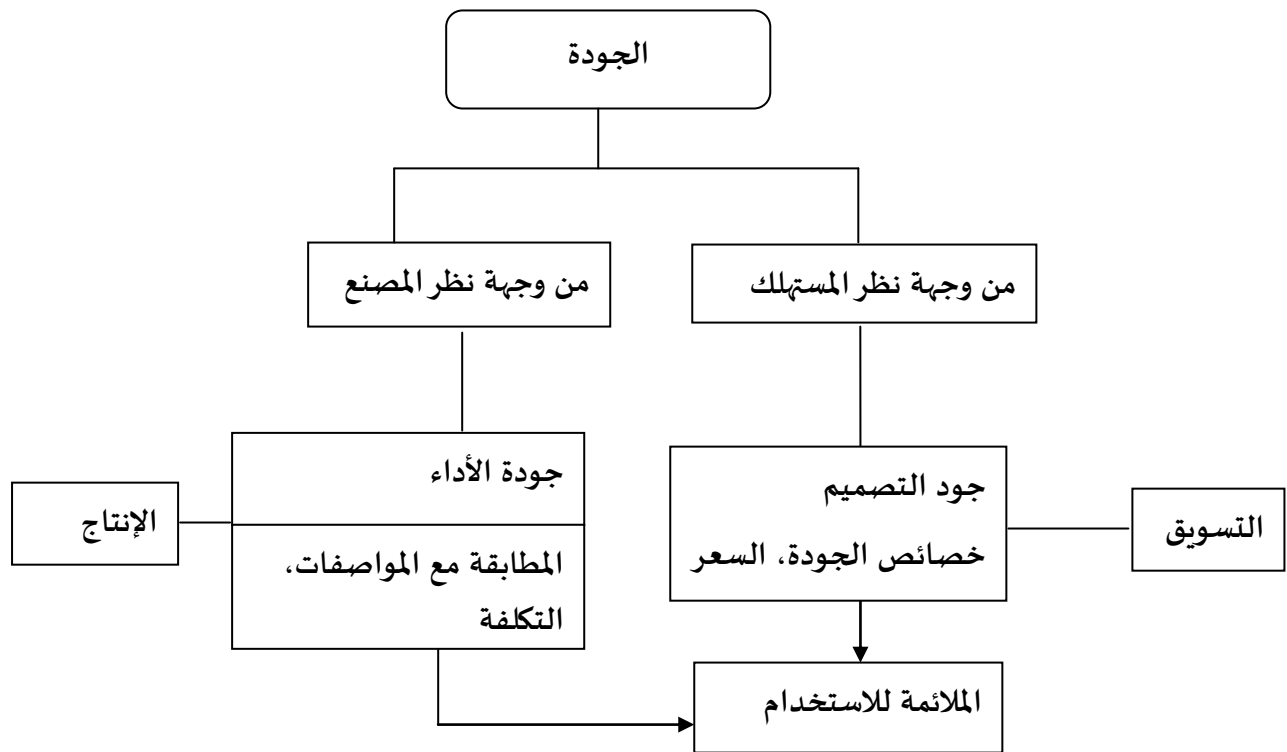 الجودة
من وجهة نظر المستهلك
من وجهة نظر المصنع
جود التصميم
خصائص الجودة، السعر
التسويق
جودة الأداء
المطابقة مع المواصفات،
التكلفة
الإنتاج
الملائمة للاستخدام